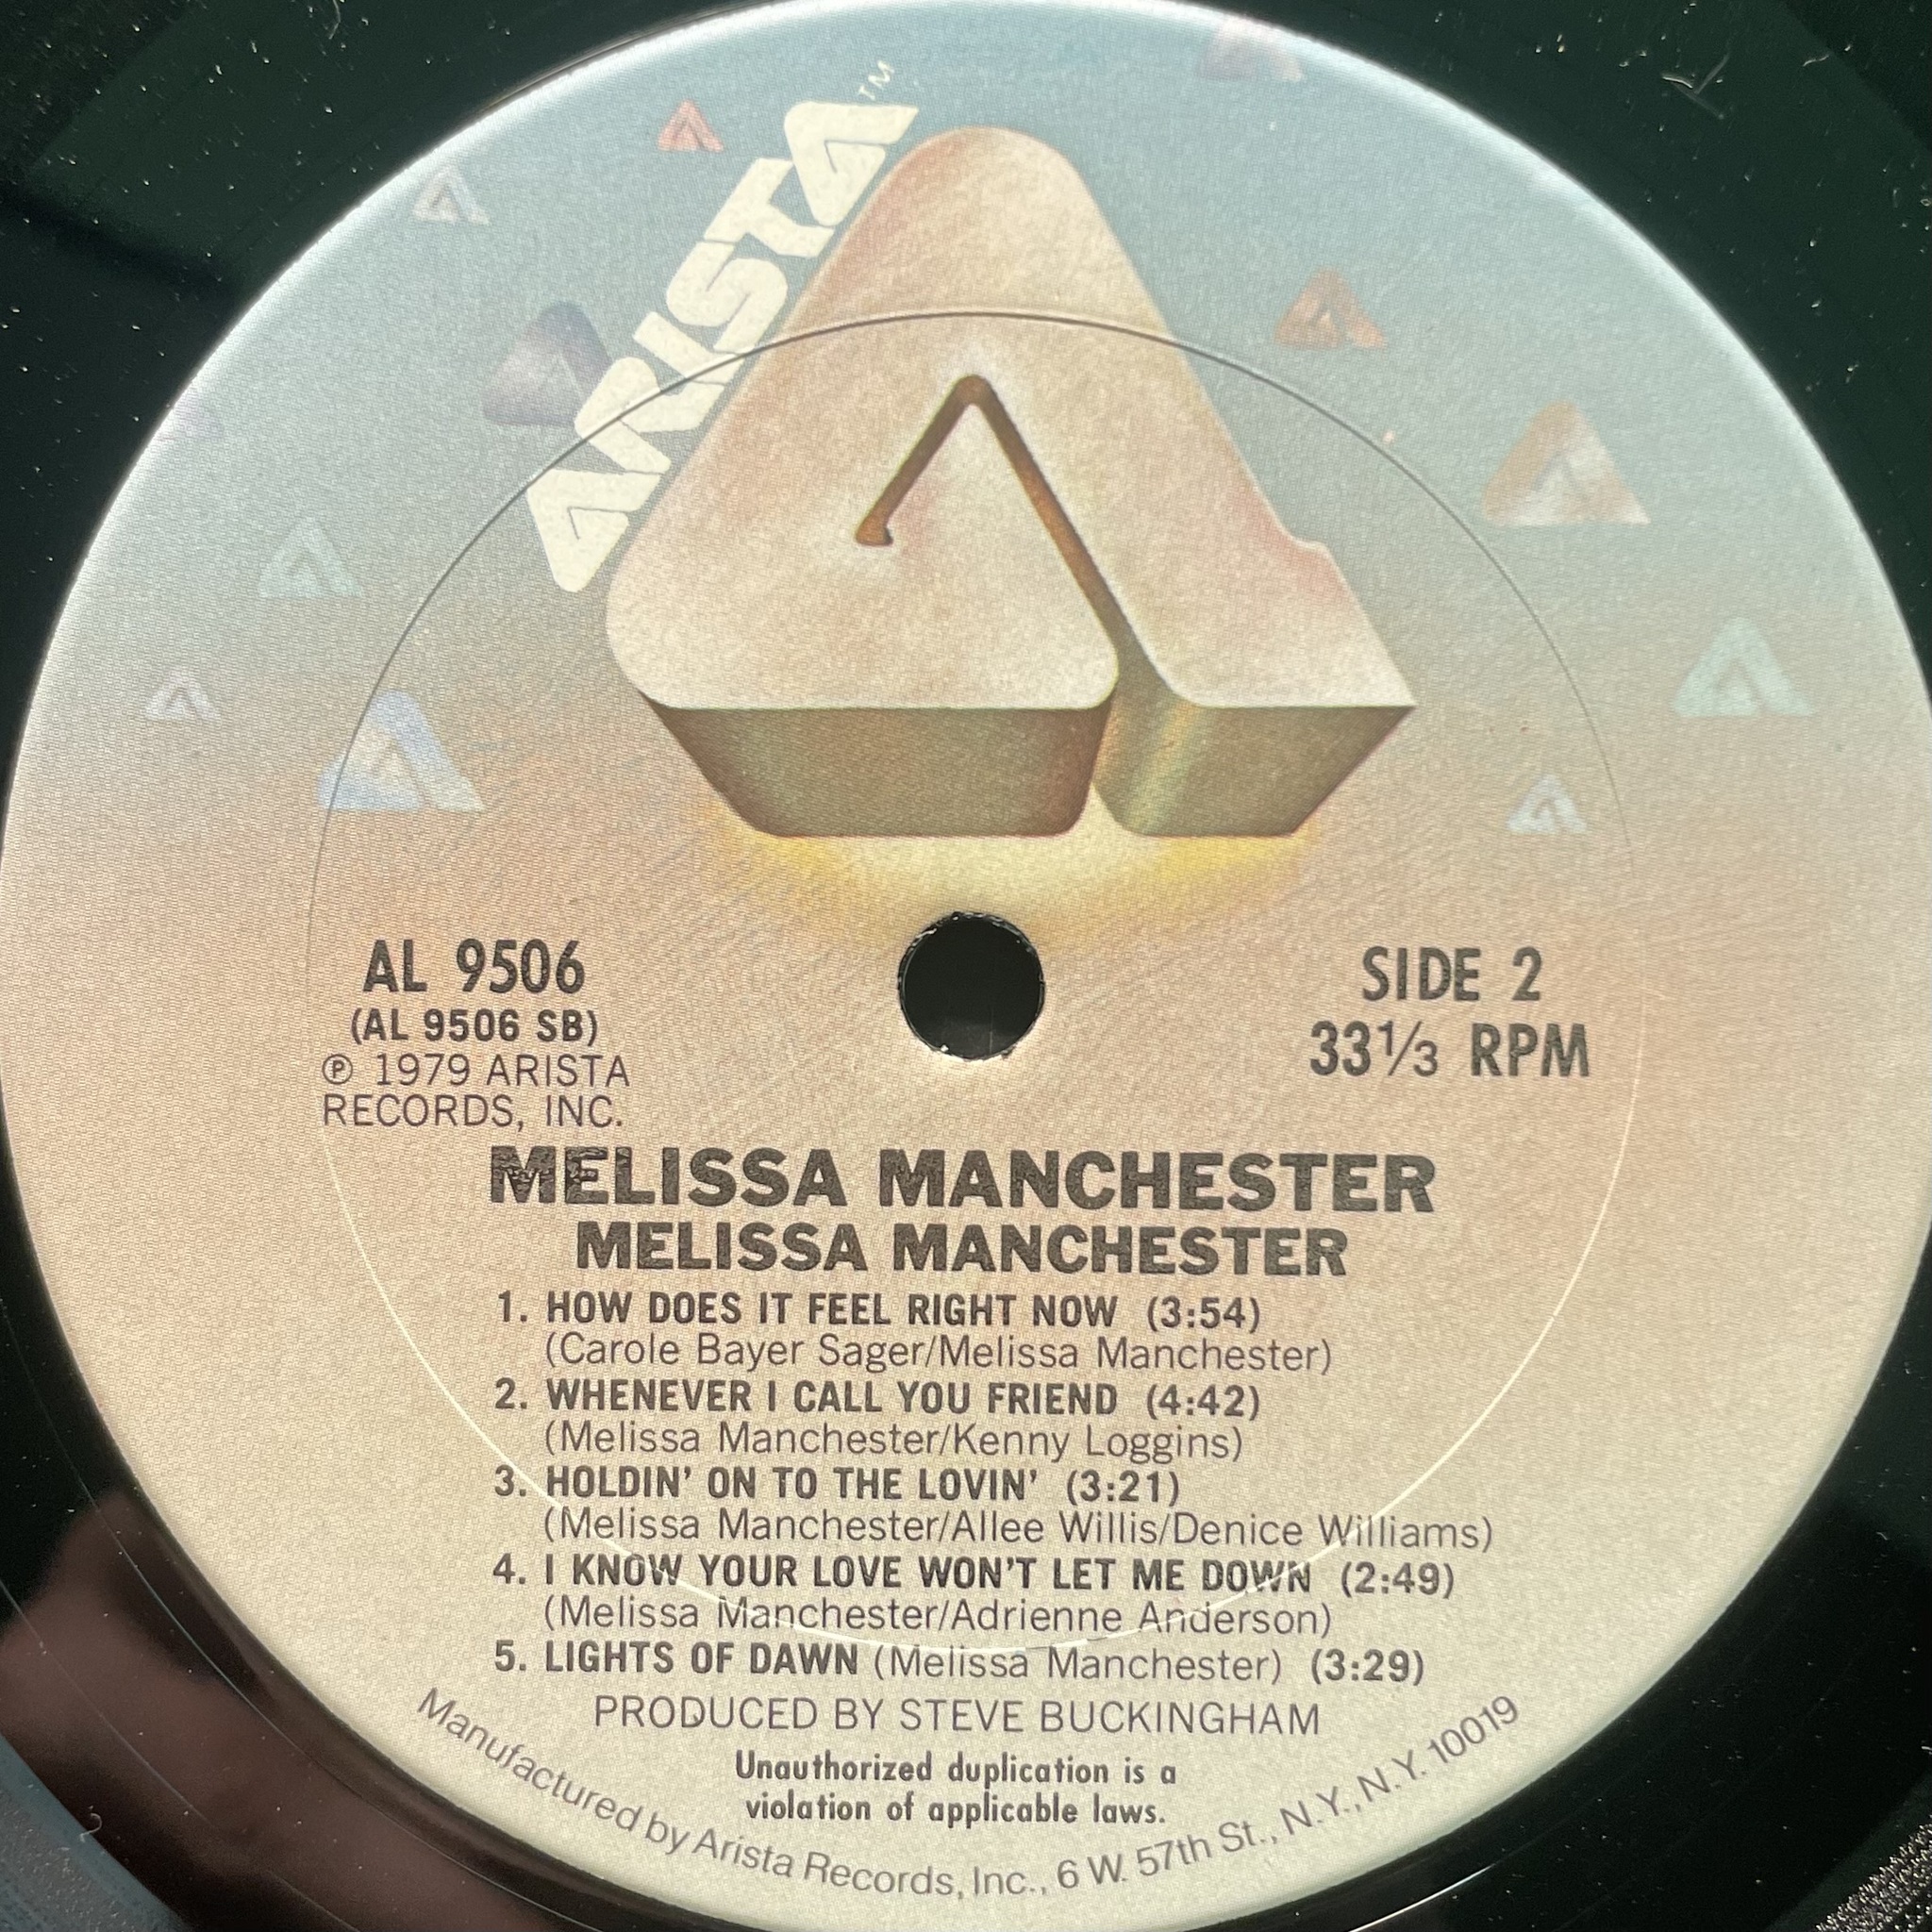 ARISTA™
AL 9506
(AL 9506 SB)
℗ 1979 ARISTA
RECORDS, INC.
SIDE 2
33⅓ RPM
MELISSA MANCHESTER
MELISSA MANCHESTER
1. HOW DOES IT FEEL RIGHT NOW (3:54)
(Carole Bayer Sager/Melissa Manchester)
2. WHENEVER I CALL YOU FRIEND (4:42)
(Melissa Manchester/Kenny Loggins)
3. HOLDIN' ON TO THE LOVIN' (3:21)
(Melissa Manchester/Allee Willis/Denice Williams)
4. I KNOW YOUR LOVE WON'T LET ME DOWN (2:49)
(Melissa Manchester/Adrienne Anderson)
5. LIGHTS OF DAWN (Melissa Manchester) (3:29)
PRODUCED BY STEVE BUCKINGHAM
Unauthorized duplication is a
violation of applicable laws.
Manufactured by Arista Records, Inc., 6 W. 57th St., N.Y., N.Y. 10019